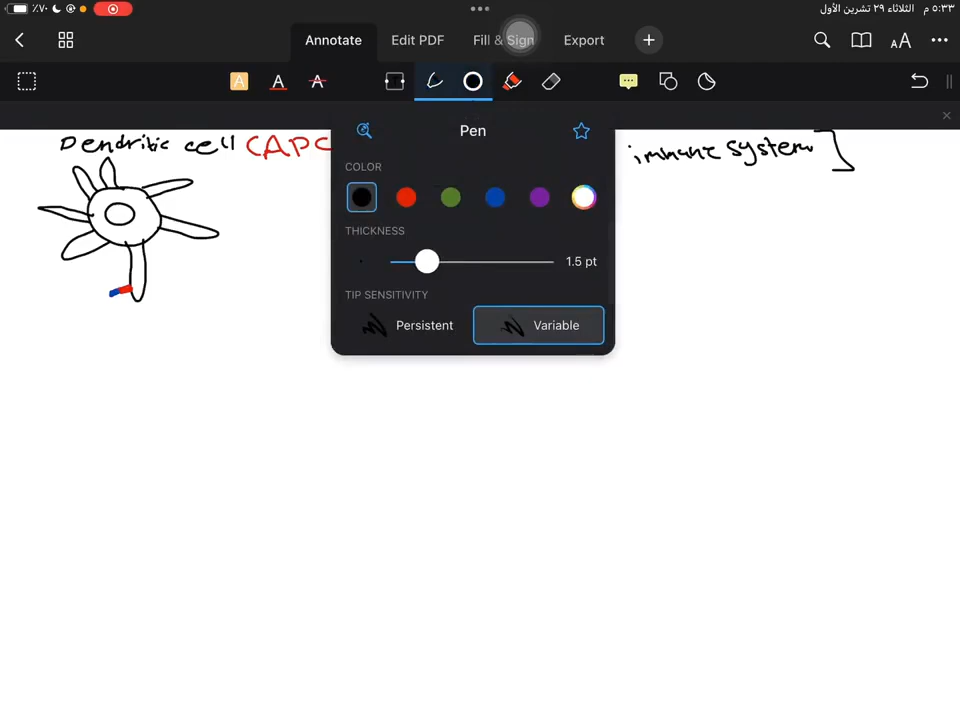 ٪٧٠ ٥:٣٣ م الثلاثاء ٢٩ تشرين الأول
Annotate Edit PDF Fill & Sign Export
A A A AA
Pen
Dendritic cell CAPC immune system
COLOR
THICKNESS
1.5 pt
TIP SENSITIVITY
Persistent Variable